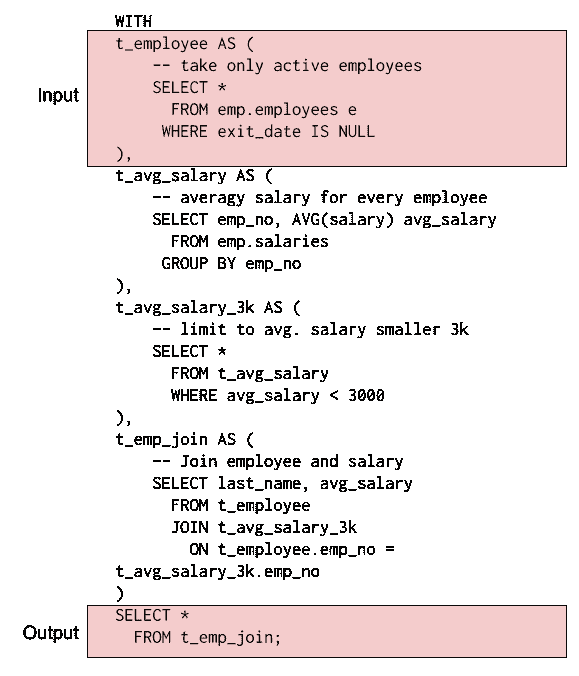 WITH
t_employee AS (
-- take only active employees
SELECT *
FROM emp.employees e
Input
WHERE exit_date IS NULL
),
t_avg_salary AS (
-- averagy salary for every employee
SELECT emp_no, AVG(salary) avg_salary
FROM emp.salaries
GROUP BY emp_no
),
t_avg_salary_3k AS (
-- limit to avg. salary smaller 3k
SELECT *
FROM t_avg_salary
WHERE avg_salary < 3000
),
t_emp_join AS (
-- Join employee and salary
SELECT last_name, avg_salary
FROM t_employee
JOIN t_avg_salary_3k
ON t_employee.emp_no =
t_avg_salary_3k.emp_no
)
SELECT *
Output
FROM t_emp_join;